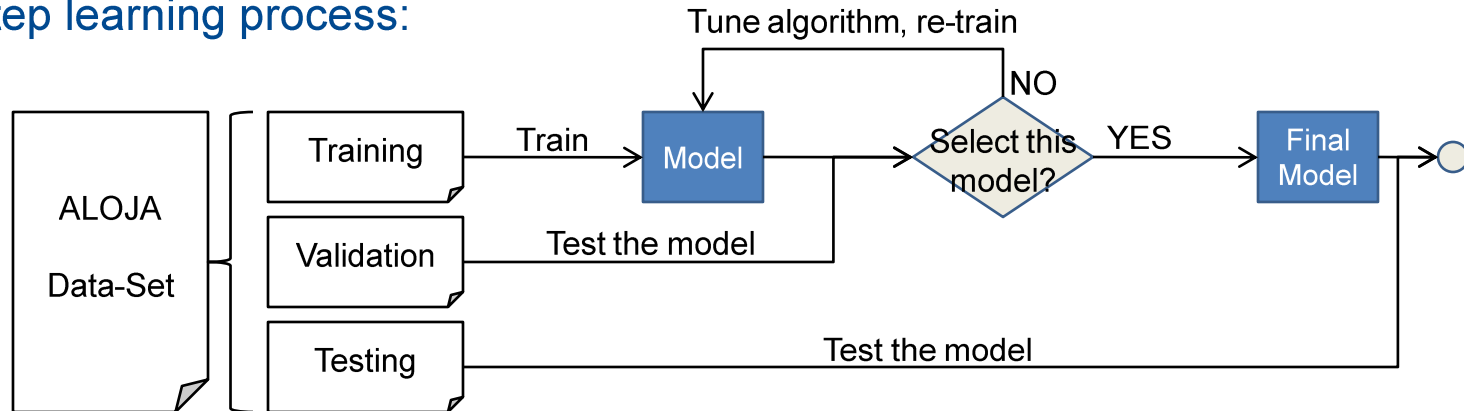 ep learning process:
Tune algorithm, re-train
NO
ALOJA
Data-Set
Training
Train
Model
Select this
model?
YES
Final
Model
Validation
Test the model
Testing
Test the model